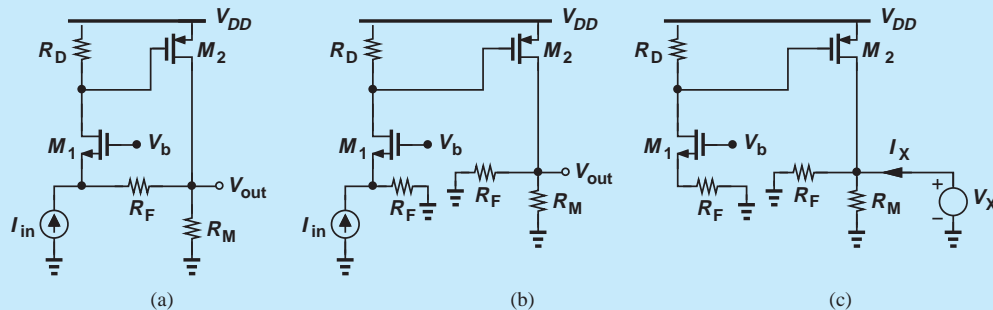 V_DD
R_D
M_2
M_1
V_b
V_out
R_F
I_in
R_M
(a)
V_DD
R_D
M_2
M_1
V_b
R_F
V_out
R_F
I_in
R_M
(b)
V_DD
R_D
M_2
M_1
V_b
I_X
R_F
R_F
R_M
+
−
V_X
(c)